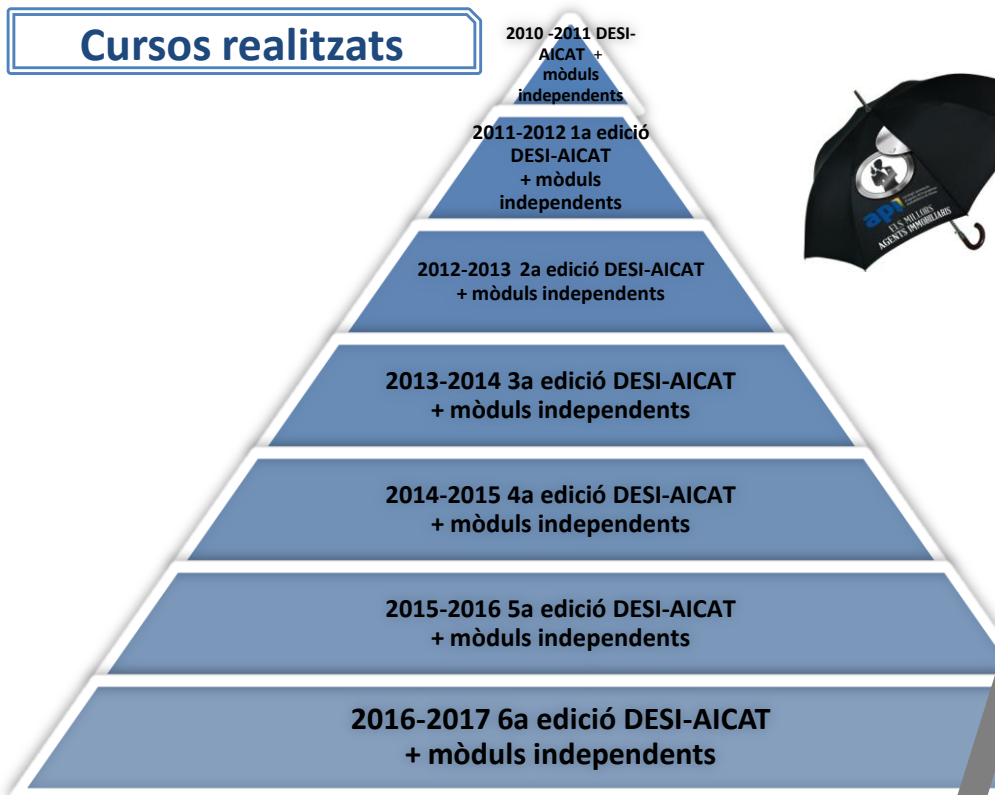 Cursos realitzats
2010 -2011 DESI-
AICAT +
mòduls
independents
2011-2012 1a edició
DESI-AICAT
+ mòduls
independents
2012-2013 2a edició DESI-AICAT
+ mòduls independents
2013-2014 3a edició DESI-AICAT
+ mòduls independents
2014-2015 4a edició DESI-AICAT
+ mòduls independents
2015-2016 5a edició DESI-AICAT
+ mòduls independents
2016-2017 6a edició DESI-AICAT
+ mòduls independents
api
ELS MILLORS
AGENTS IMMOBILIARIS